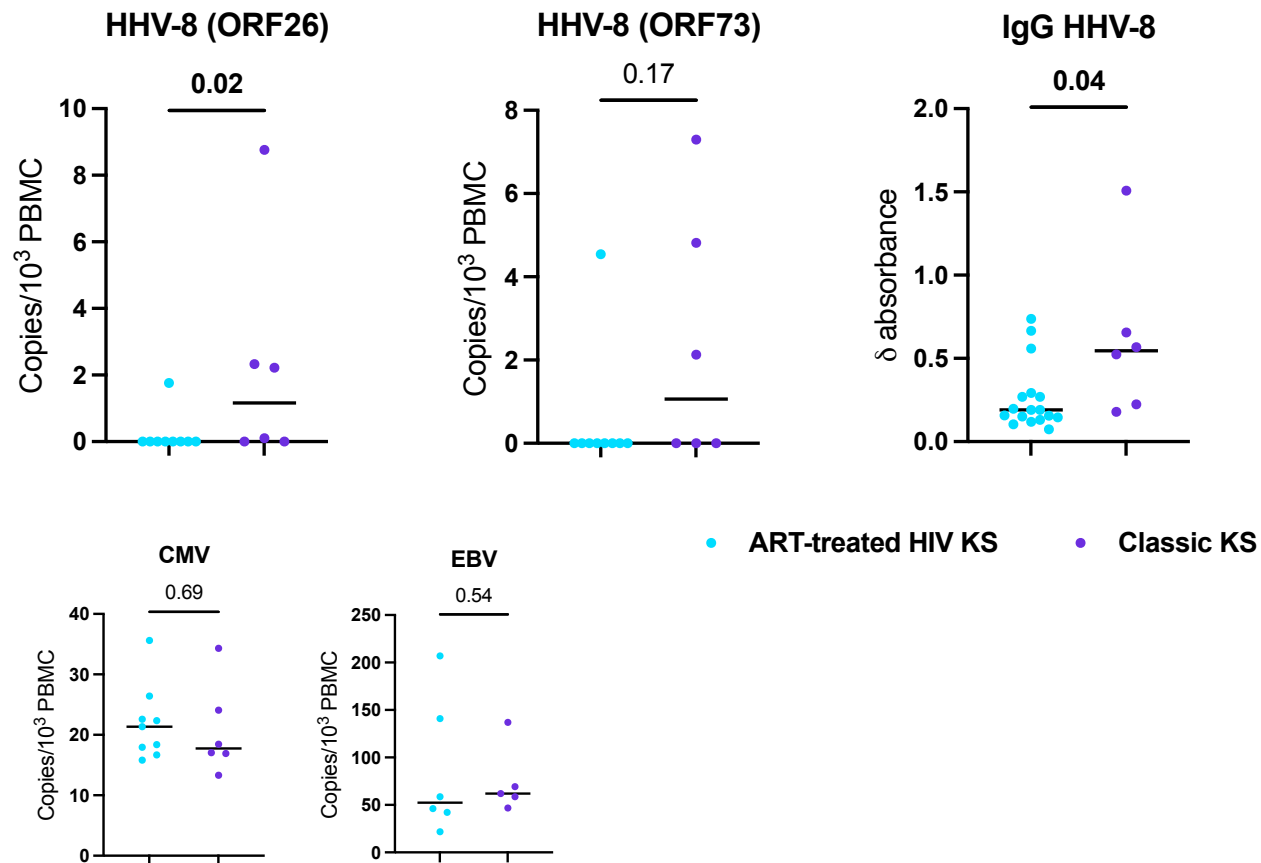 HHV-8 (ORF26)
0.02
10
8
6
4
2
0
Copies/10³ PBMC
HHV-8 (ORF73)
0.17
8
6
4
2
0
Copies/10³ PBMC
IgG HHV-8
0.04
2.0
1.5
1.0
0.5
0.0
δ absorbance
ART-treated HIV KS
Classic KS
CMV
0.69
40
30
20
10
0
Copies/10³ PBMC
EBV
0.54
250
200
150
100
50
0
Copies/10³ PBMC